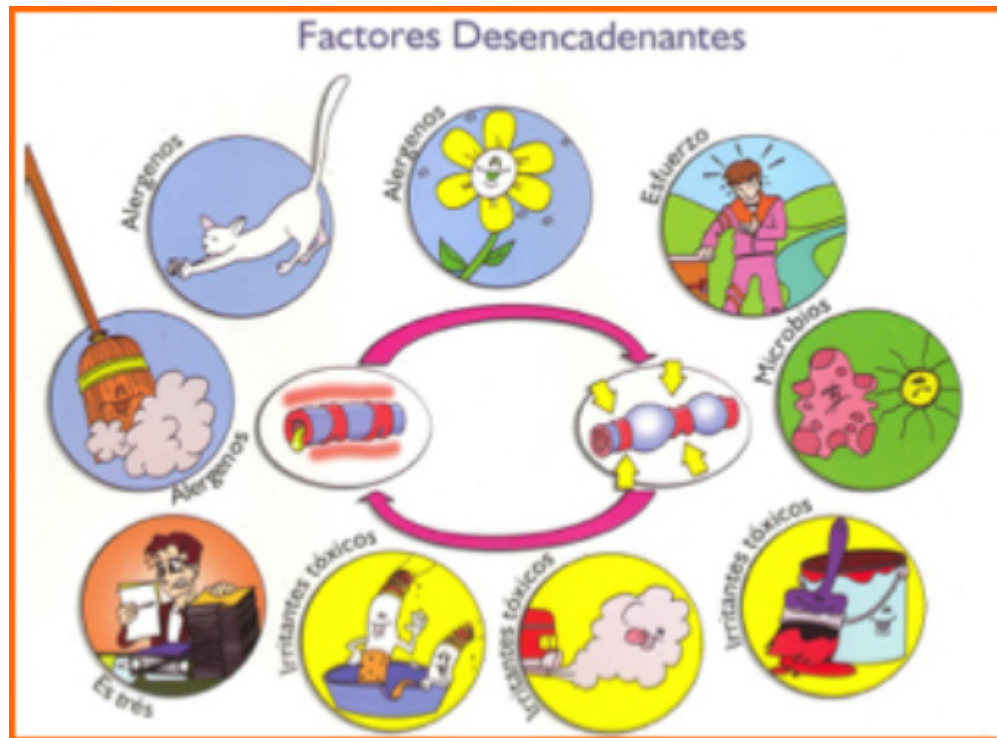 Factores Desencadenantes
Alergenos
Alergenos
Esfuerzo
Alergenos
Microbios
Es trés
Irritantes tóxicos
Irritantes tóxicos
Irritantes tóxicos